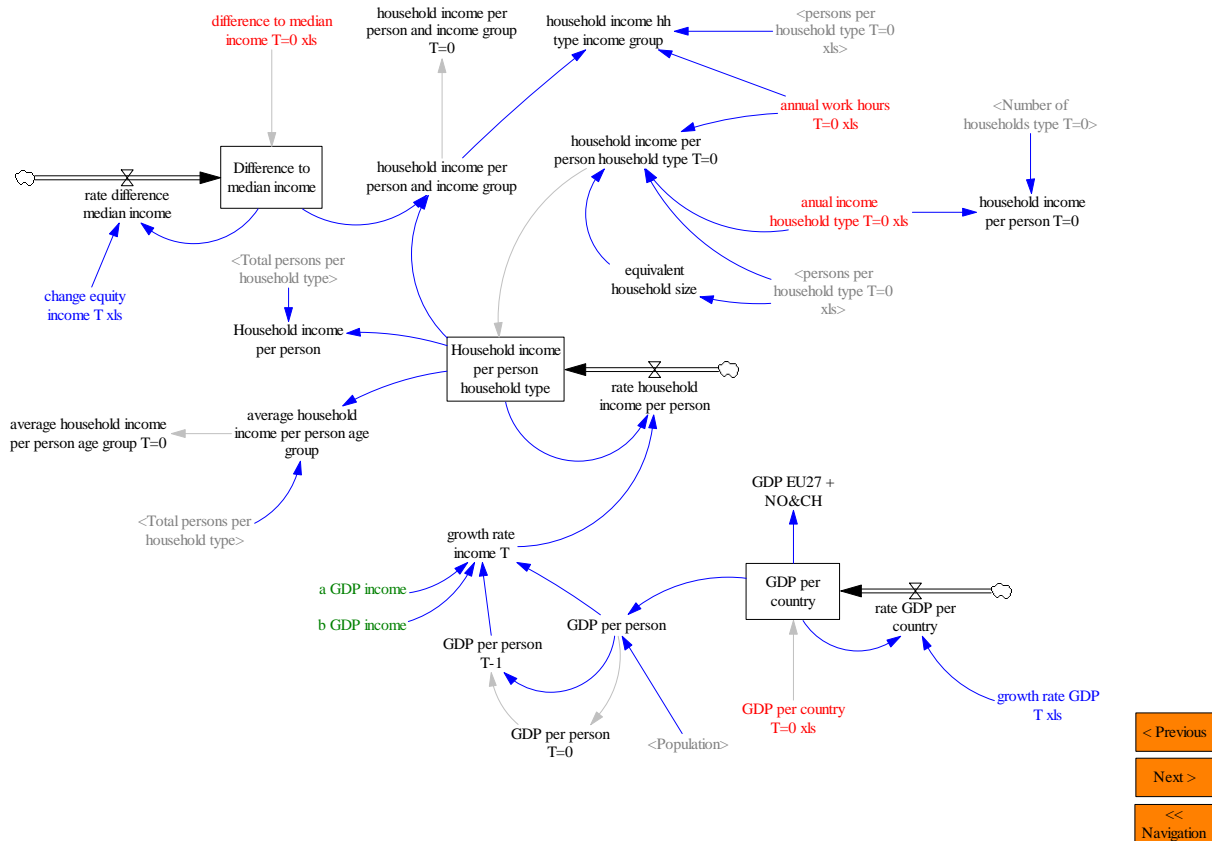 difference to median
income T=0 xls
household income per
person and income group
T=0
household income hh
type income group
<persons per
household type T=0
xls>
annual work hours
T=0 xls
<Number of
households type T=0>
household income per
person household type T=0
Difference to
median income
household income per
person and income group
rate difference
median income
anual income
household type T=0 xls
household income
per person T=0
<Total persons per
household type>
equivalent
household size
<persons per
household type T=0
xls>
change equity
income T xls
Household income
per person
Household income
per person
household type
rate household
income per person
average household income
per person age group T=0
average household
income per person age
group
<Total persons per
household type>
GDP EU27 +
NO&CH
growth rate
income T
a GDP income
b GDP income
GDP per
country
rate GDP per
country
GDP per person
GDP per person
T-1
growth rate GDP
T xls
GDP per country
T=0 xls
GDP per person
T=0
<Population>
< Previous
Next >
<<
Navigation